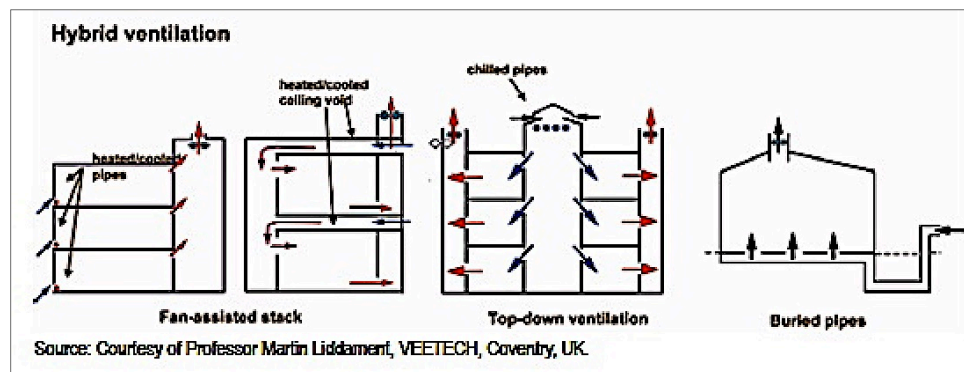 Hybrid ventilation
heated/cooled
ceiling void
chilled pipes
heated/cooled
pipes
Fan-assisted stack
Top-down ventilation
Buried pipes
Source: Courtesy of Professor Martin Liddament, VEETECH, Coventry, UK.